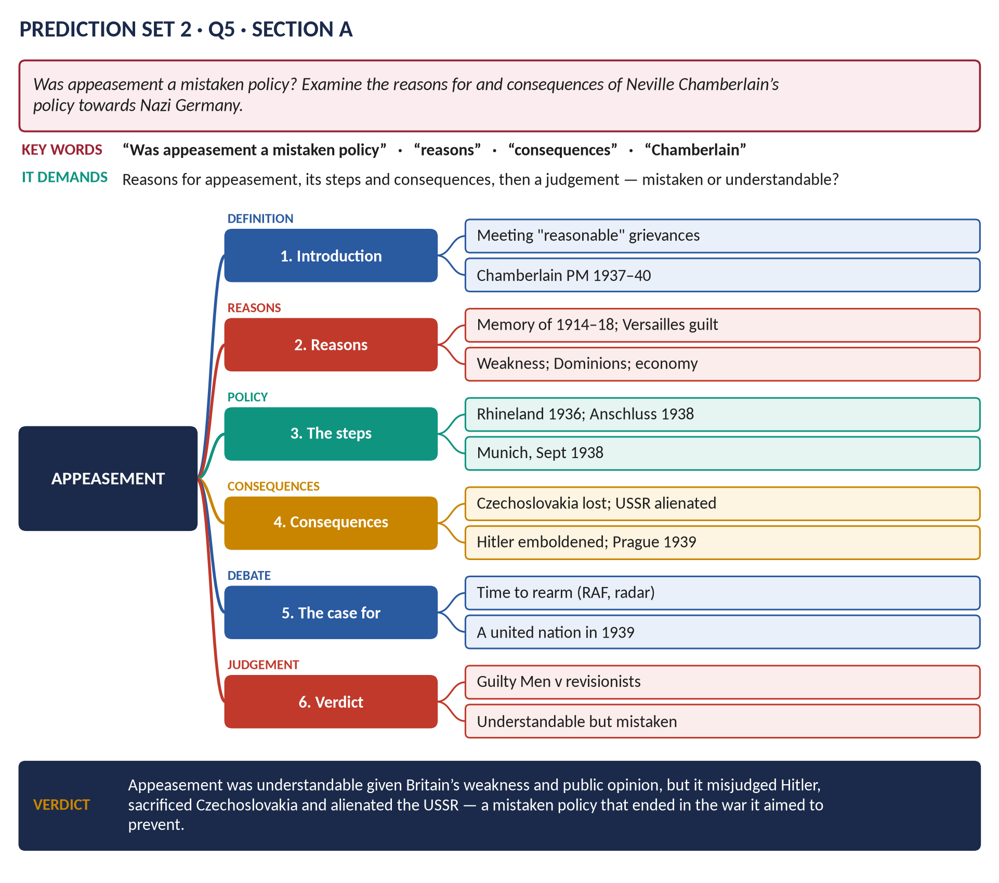 PREDICTION SET 2 · Q5 · SECTION A
Was appeasement a mistaken policy? Examine the reasons for and consequences of Neville Chamberlain’s
policy towards Nazi Germany.
KEY WORDS “Was appeasement a mistaken policy” · “reasons” · “consequences” · “Chamberlain”
IT DEMANDS Reasons for appeasement, its steps and consequences, then a judgement — mistaken or understandable?
APPEASEMENT
DEFINITION
1. Introduction
Meeting "reasonable" grievances
Chamberlain PM 1937–40
REASONS
2. Reasons
Memory of 1914–18; Versailles guilt
Weakness; Dominions; economy
POLICY
3. The steps
Rhineland 1936; Anschluss 1938
Munich, Sept 1938
CONSEQUENCES
4. Consequences
Czechoslovakia lost; USSR alienated
Hitler emboldened; Prague 1939
DEBATE
5. The case for
Time to rearm (RAF, radar)
A united nation in 1939
JUDGEMENT
6. Verdict
Guilty Men v revisionists
Understandable but mistaken
VERDICT
Appeasement was understandable given Britain’s weakness and public opinion, but it misjudged Hitler,
sacrificed Czechoslovakia and alienated the USSR — a mistaken policy that ended in the war it aimed to
prevent.